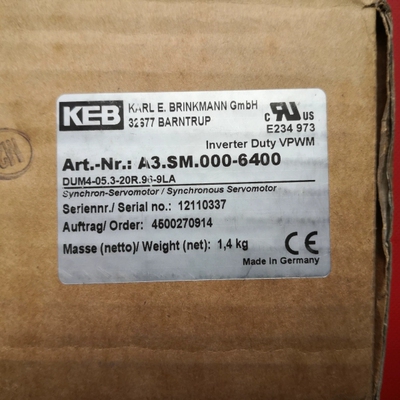 KEB
KARL E. BRINKMANN GmbH
32677 BARNTRUP
C RU US
E234 973
Inverter Duty VPWM
Art.-Nr.: A3.SM.000-6400
DUM4-05.3-20R.96-9LA
Synchron-Servomotor / Synchronous Servomotor
Seriennr./ Serial no.: 12110337
Auftrag/ Order: 4500270914
Masse (netto)/ Weight (net): 1,4 kg
CE
Made in Germany